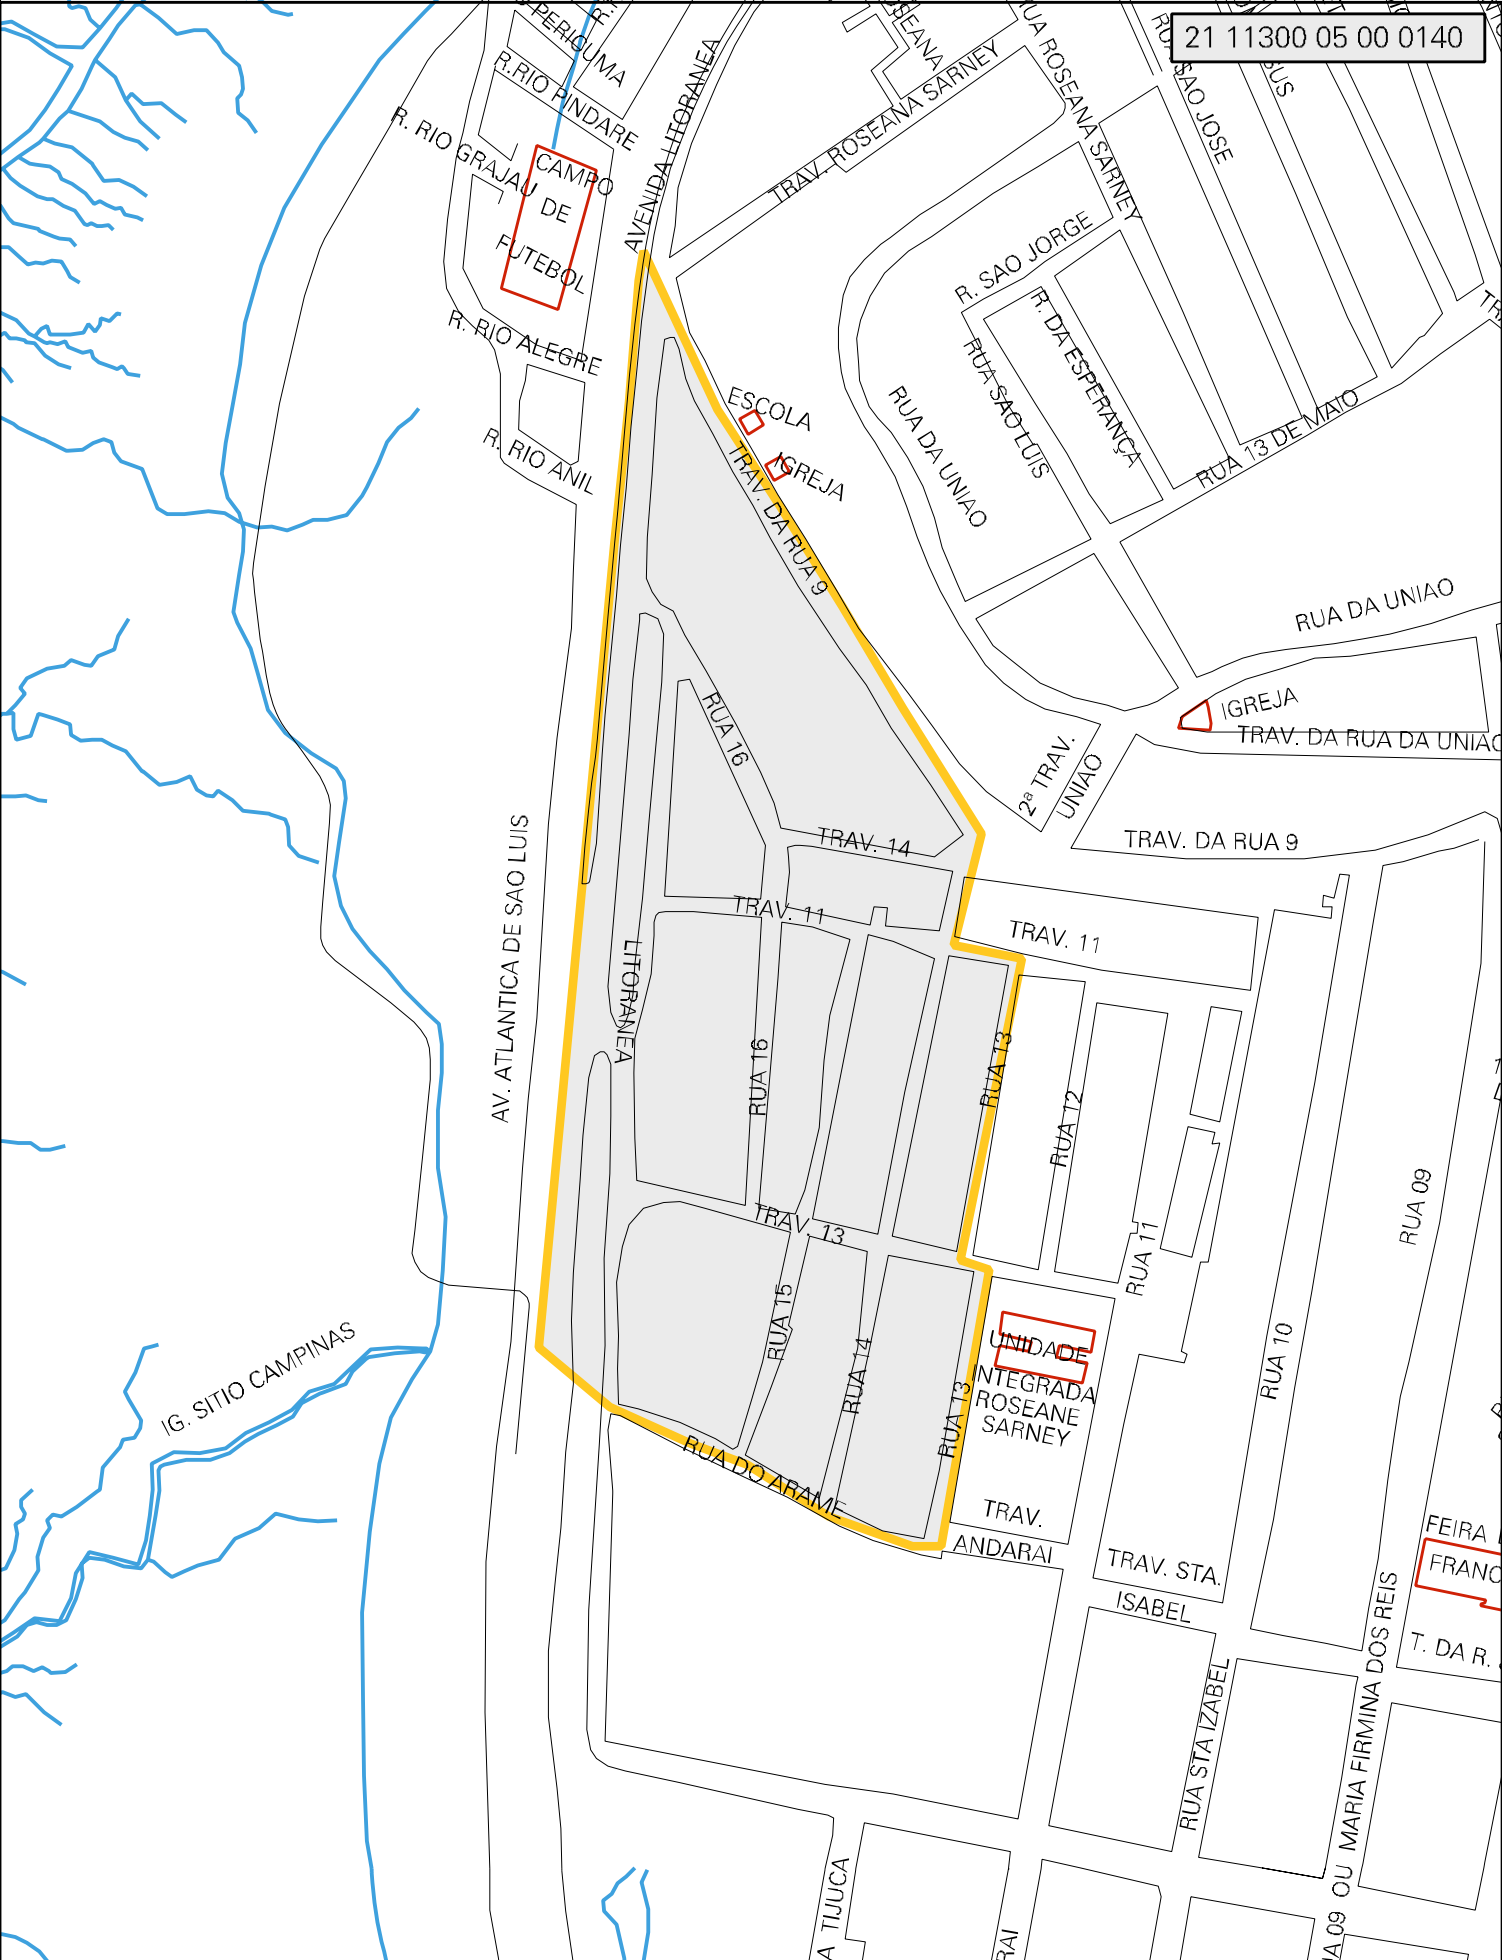 21 11300 05 00 0140
PERICUMA
R.RIO PINDARE
R. RIO GRAJAU
CAMPO
DE
FUTEBOL
AVENIDA LITORANEA
TRAV. ROSEANA SARNEY
ROSEANA SARNEY
SAO JOSE
R. SAO JORGE
R. RIO ALEGRE
R. RIO ANIL
ESCOLA
IGREJA
TRAV. DA RUA 9
RUA DA UNIAO
RUA SAO LUIS
R. DA ESPERANÇA
RUA 13 DE MAIO
RUA DA UNIAO
IGREJA
TRAV. DA RUA DA UNIAO
2ª TRAV.
UNIAO
TRAV. DA RUA 9
RUA 16
TRAV. 14
TRAV. 11
TRAV. 11
AV. ATLANTICA DE SAO LUIS
LITORANEA
RUA 16
RUA 13
RUA 12
RUA 11
RUA 09
TRAV. 13
RUA 15
RUA 14
RUA 13
RUA 10
UNIDADE
INTEGRADA
ROSEANE
SARNEY
IG. SITIO CAMPINAS
RUA DO ARAME
TRAV.
ANDARAI
TRAV. STA.
ISABEL
FEIRA
FRANC
T. DA R.
RUA STA IZABEL
09 OU MARIA FIRMINA DOS REIS
TIJUCA